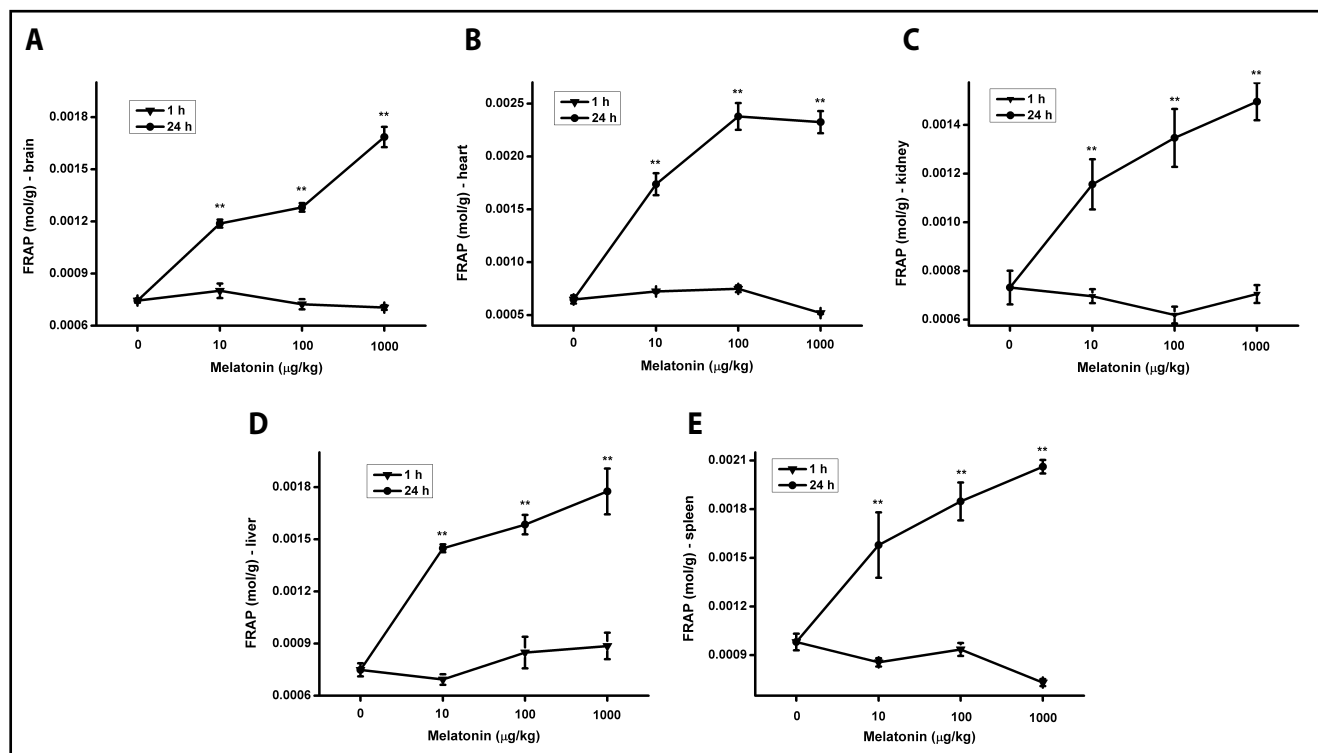 A
FRAP (mol/g) - brain
0.0018
0.0015
0.0012
0.0009
0.0006
1 h
24 h
**
**
**
0
10
100
1000
Melatonin (μg/kg)
B
FRAP (mol/g) - heart
0.0025
0.0020
0.0015
0.0010
0.0005
1 h
24 h
**
**
**
0
10
100
1000
Melatonin (μg/kg)
C
FRAP (mol/g) - kidney
0.0014
0.0012
0.0010
0.0008
0.0006
1 h
24 h
**
**
**
0
10
100
1000
Melatonin (μg/kg)
D
FRAP (mol/g) - liver
0.0018
0.0015
0.0012
0.0009
0.0006
1 h
24 h
**
**
**
0
10
100
1000
Melatonin (μg/kg)
E
FRAP (mol/g) - spleen
0.0021
0.0018
0.0015
0.0012
0.0009
1 h
24 h
**
**
**
0
10
100
1000
Melatonin (μg/kg)